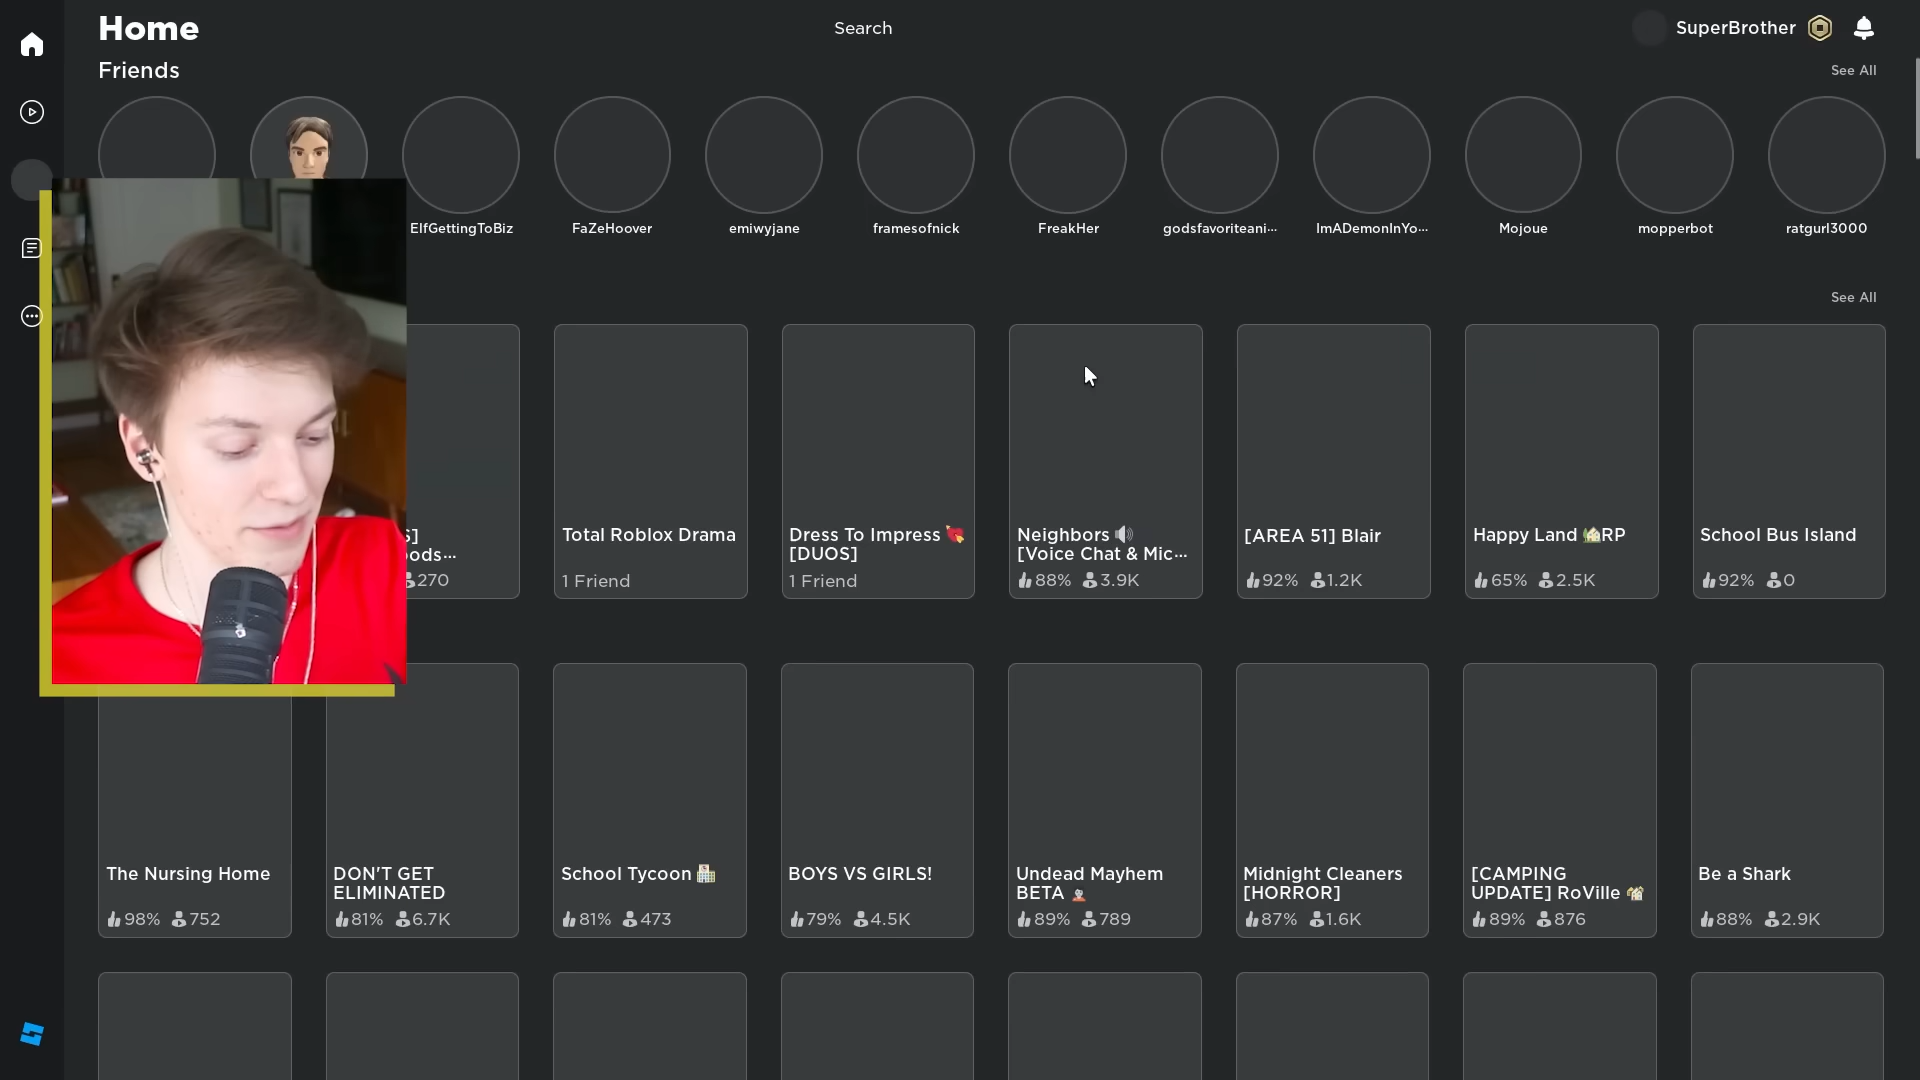 Home
Search
SuperBrother
Friends
See All
ElfGettingToBiz
FaZeHoover
emiwyjane
framesofnick
FreakHer
godsfavoriteani...
ImADemonInYo...
Mojoue
mopperbot
ratgurl3000
See All
S]
oods...
270
Total Roblox Drama
1 Friend
Dress To Impress 💘
[DUOS]
1 Friend
Neighbors 🔊
[Voice Chat & Mic...
88% 3.9K
[AREA 51] Blair
92% 1.2K
Happy Land 🏡RP
65% 2.5K
School Bus Island
92% 0
The Nursing Home
98% 752
DON'T GET
ELIMINATED
81% 6.7K
School Tycoon 🏫
81% 473
BOYS VS GIRLS!
79% 4.5K
Undead Mayhem
BETA 🧟
89% 789
Midnight Cleaners
[HORROR]
87% 1.6K
[CAMPING
UPDATE] RoVille 🏘️
89% 876
Be a Shark
88% 2.9K